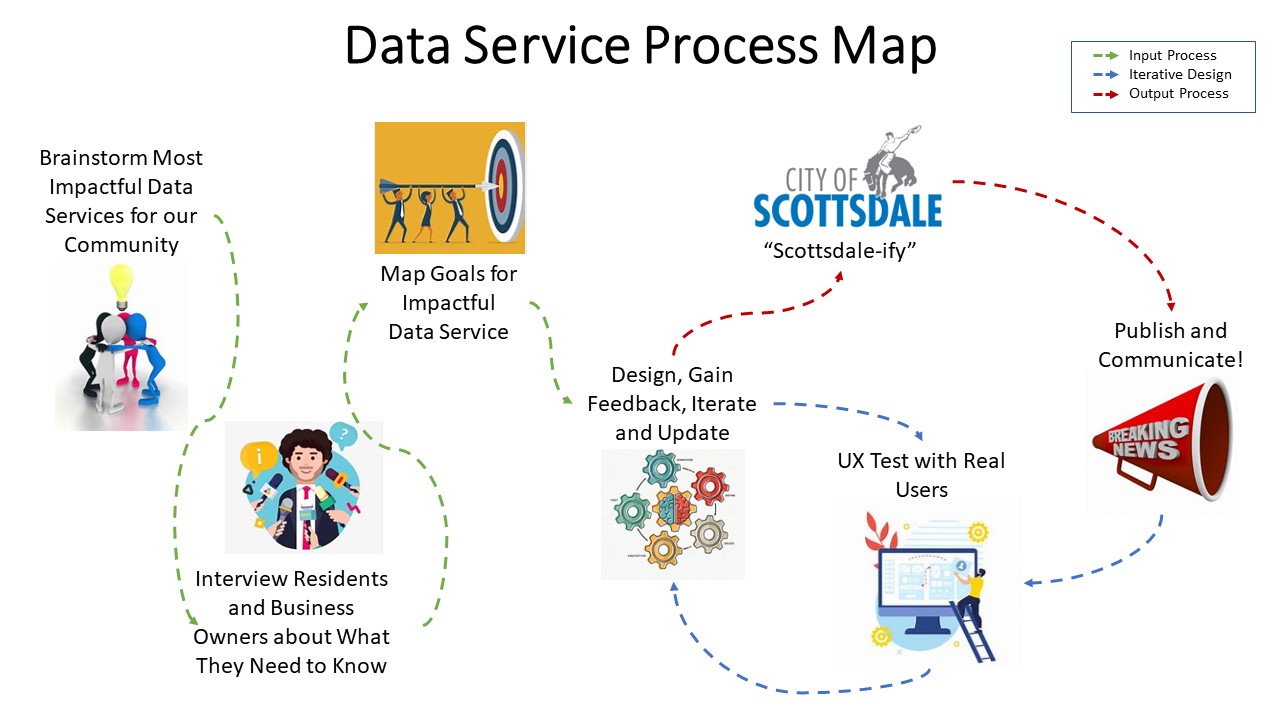 Data Service Process Map
Input Process
Iterative Design
Output Process
Brainstorm Most
Impactful Data
Services for our
Community
Interview Residents
and Business
Owners about What
They Need to Know
Map Goals for
Impactful
Data Service
Design, Gain
Feedback, Iterate
and Update
CITY OF
SCOTTSDALE
“Scottsdale-ify”
UX Test with Real
Users
Publish and
Communicate!
BREAKING
NEWS
i
?